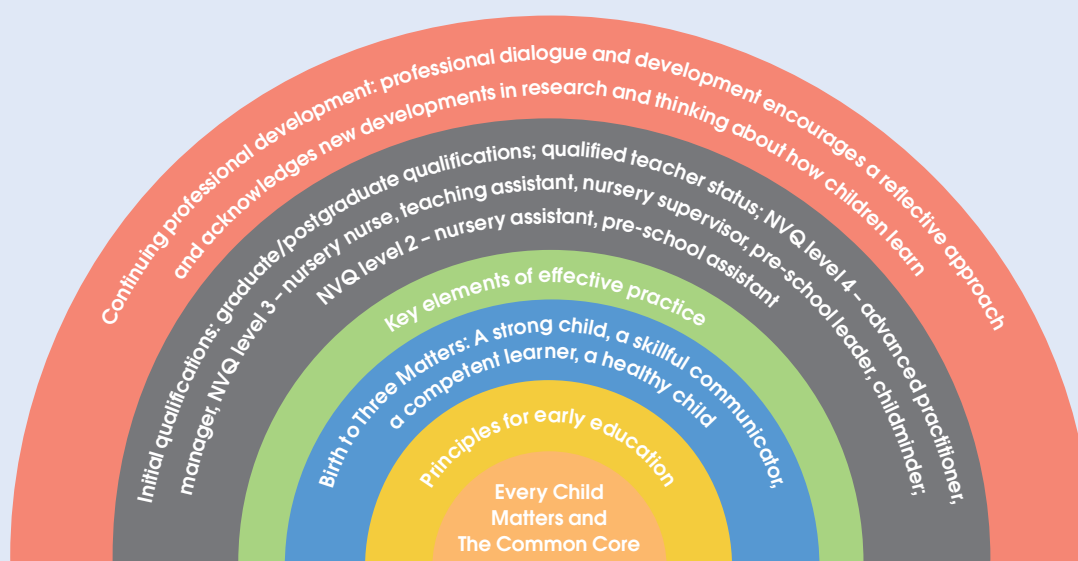 Continuing professional development: professional dialogue and development encourages a reflective approach
and acknowledges new developments in research and thinking about how children learn
Initial qualifications: graduate/postgraduate qualifications; qualified teacher status; NVQ level 4 – advanced practitioner,
manager, NVQ level 3 – nursery nurse, teaching assistant, nursery supervisor, pre-school leader, childminder;
NVQ level 2 – nursery assistant, pre-school assistant
Key elements of effective practice
Birth to Three Matters: A strong child, a skillful communicator,
a competent learner, a healthy child
Principles for early education
Every Child
Matters and
The Common Core